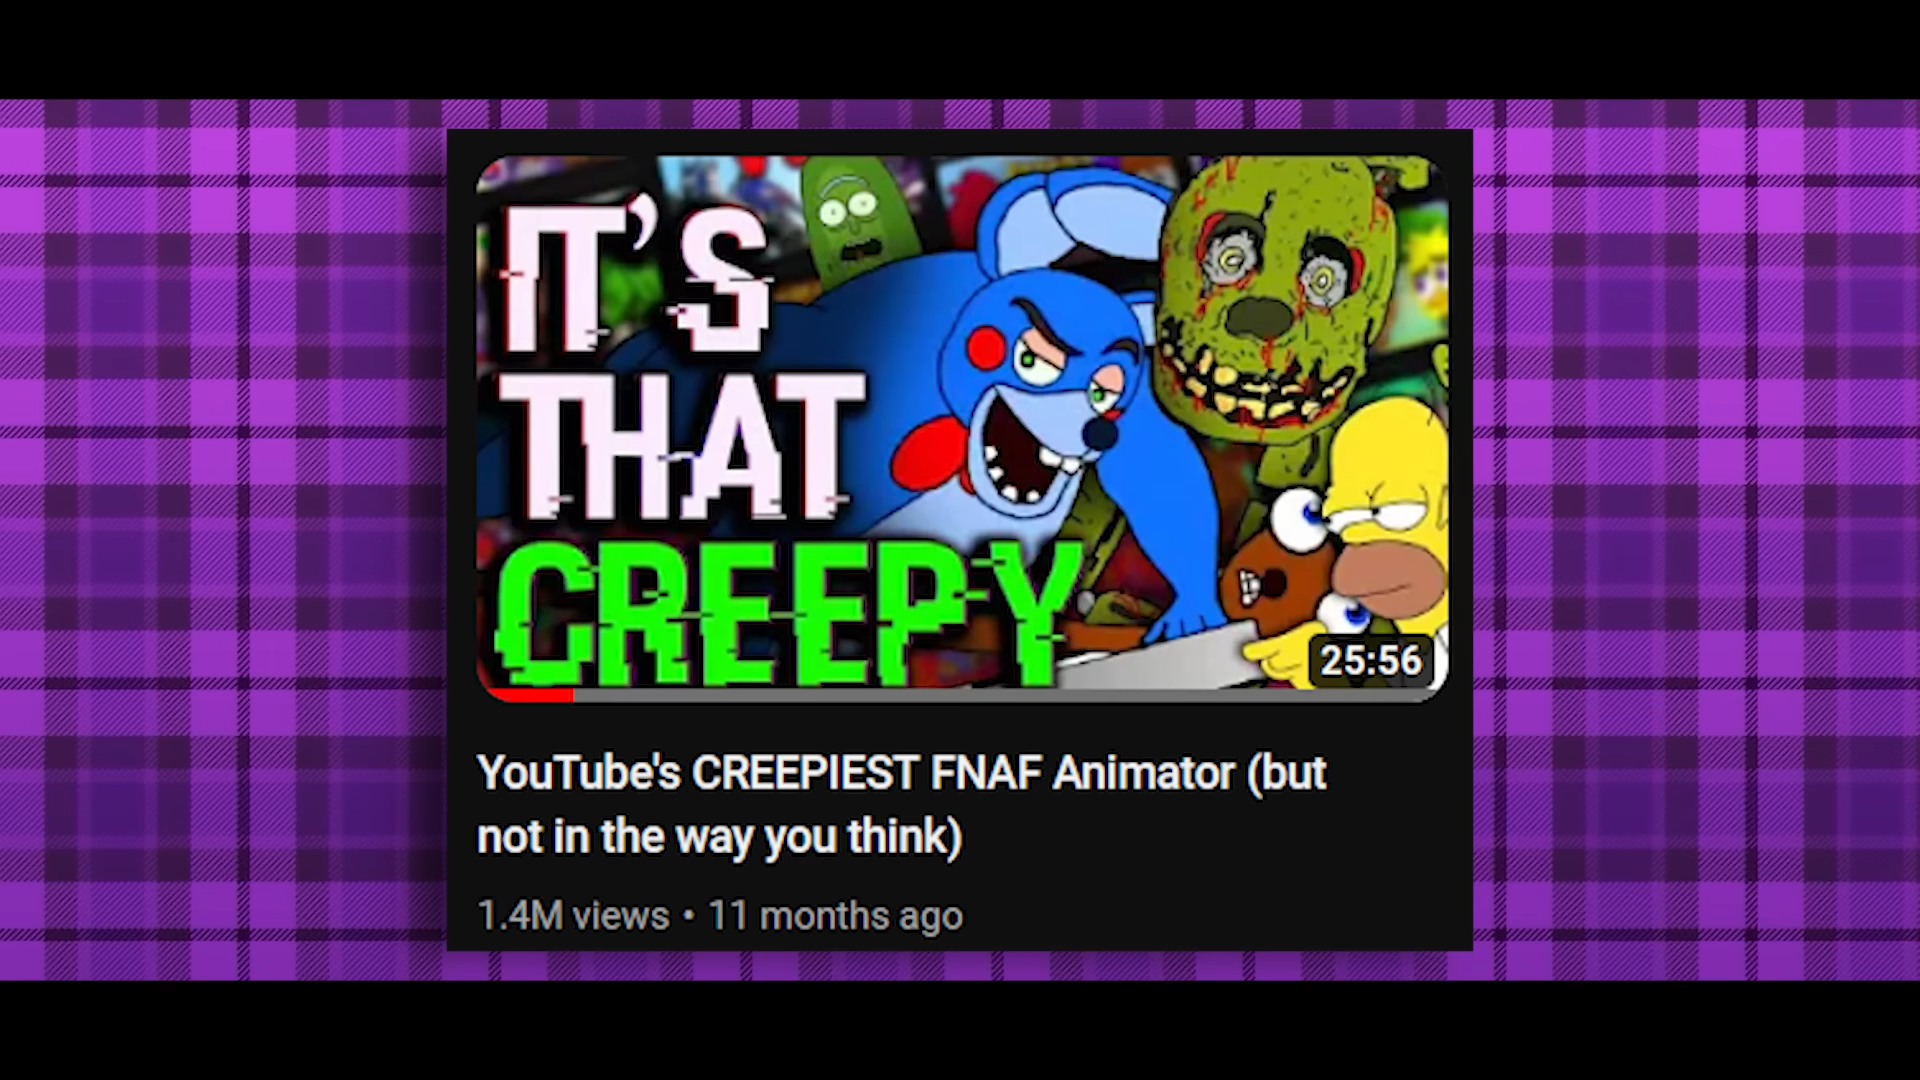 IT'S
THAT
CREEPY
25:56
YouTube's CREEPIEST FNAF Animator (but
not in the way you think)
1.4M views • 11 months ago